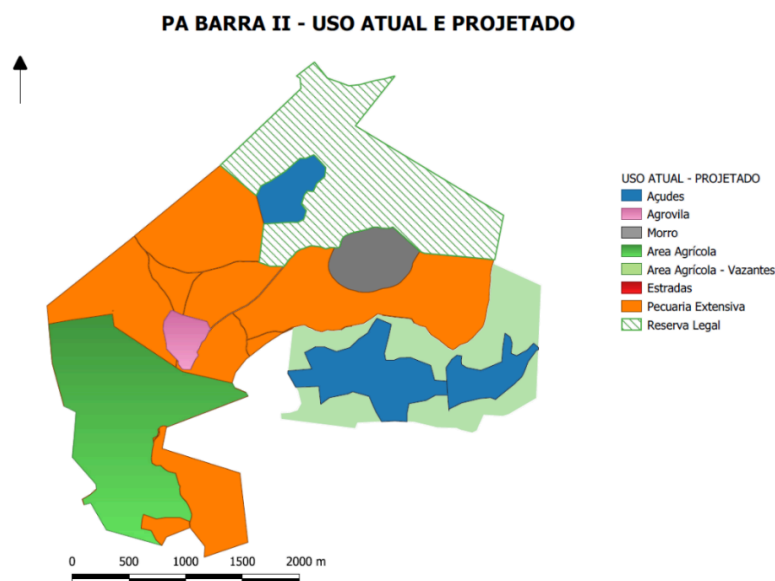 PA BARRA II - USO ATUAL E PROJETADO
USO ATUAL - PROJETADO
Açudes
Agrovila
Morro
Area Agrícola
Area Agrícola - Vazantes
Estradas
Pecuaria Extensiva
Reserva Legal
0 500 1000 1500 2000 m